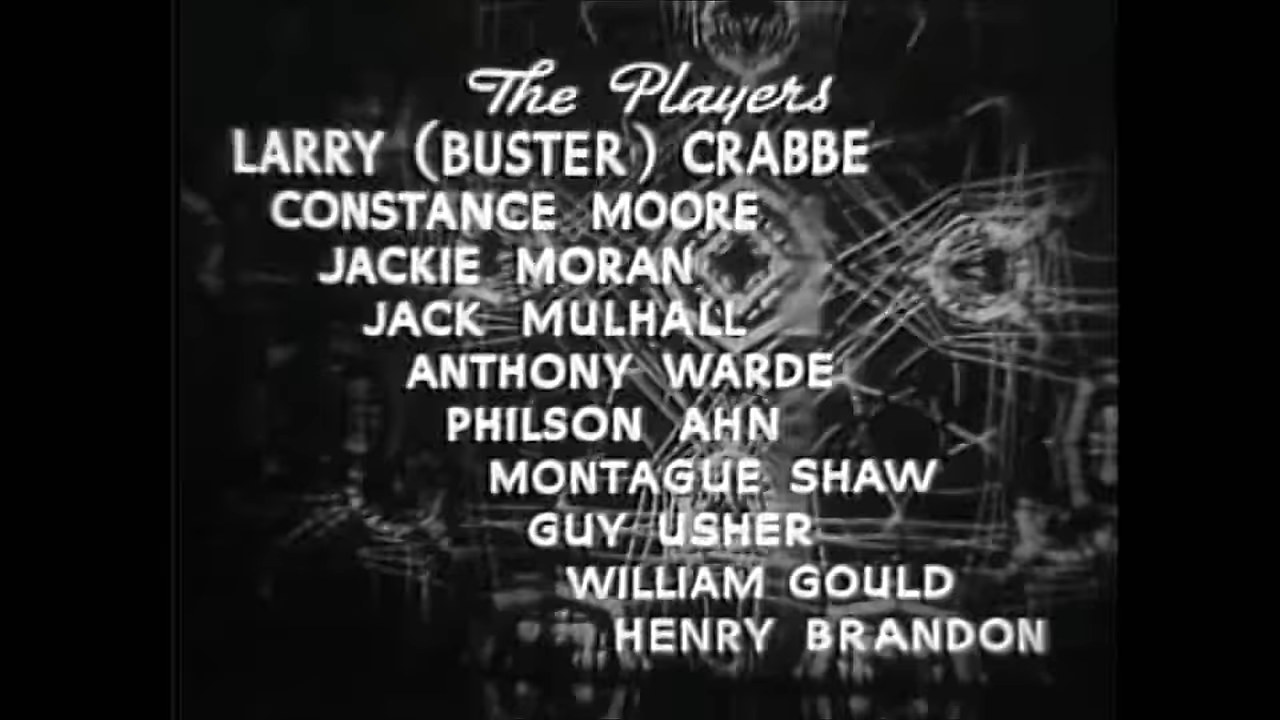 The Players
LARRY (BUSTER) CRABBE
CONSTANCE MOORE
JACKIE MORAN
JACK MULHALL
ANTHONY WARDE
PHILSON AHN
MONTAGUE SHAW
GUY USHER
WILLIAM GOULD
HENRY BRANDON